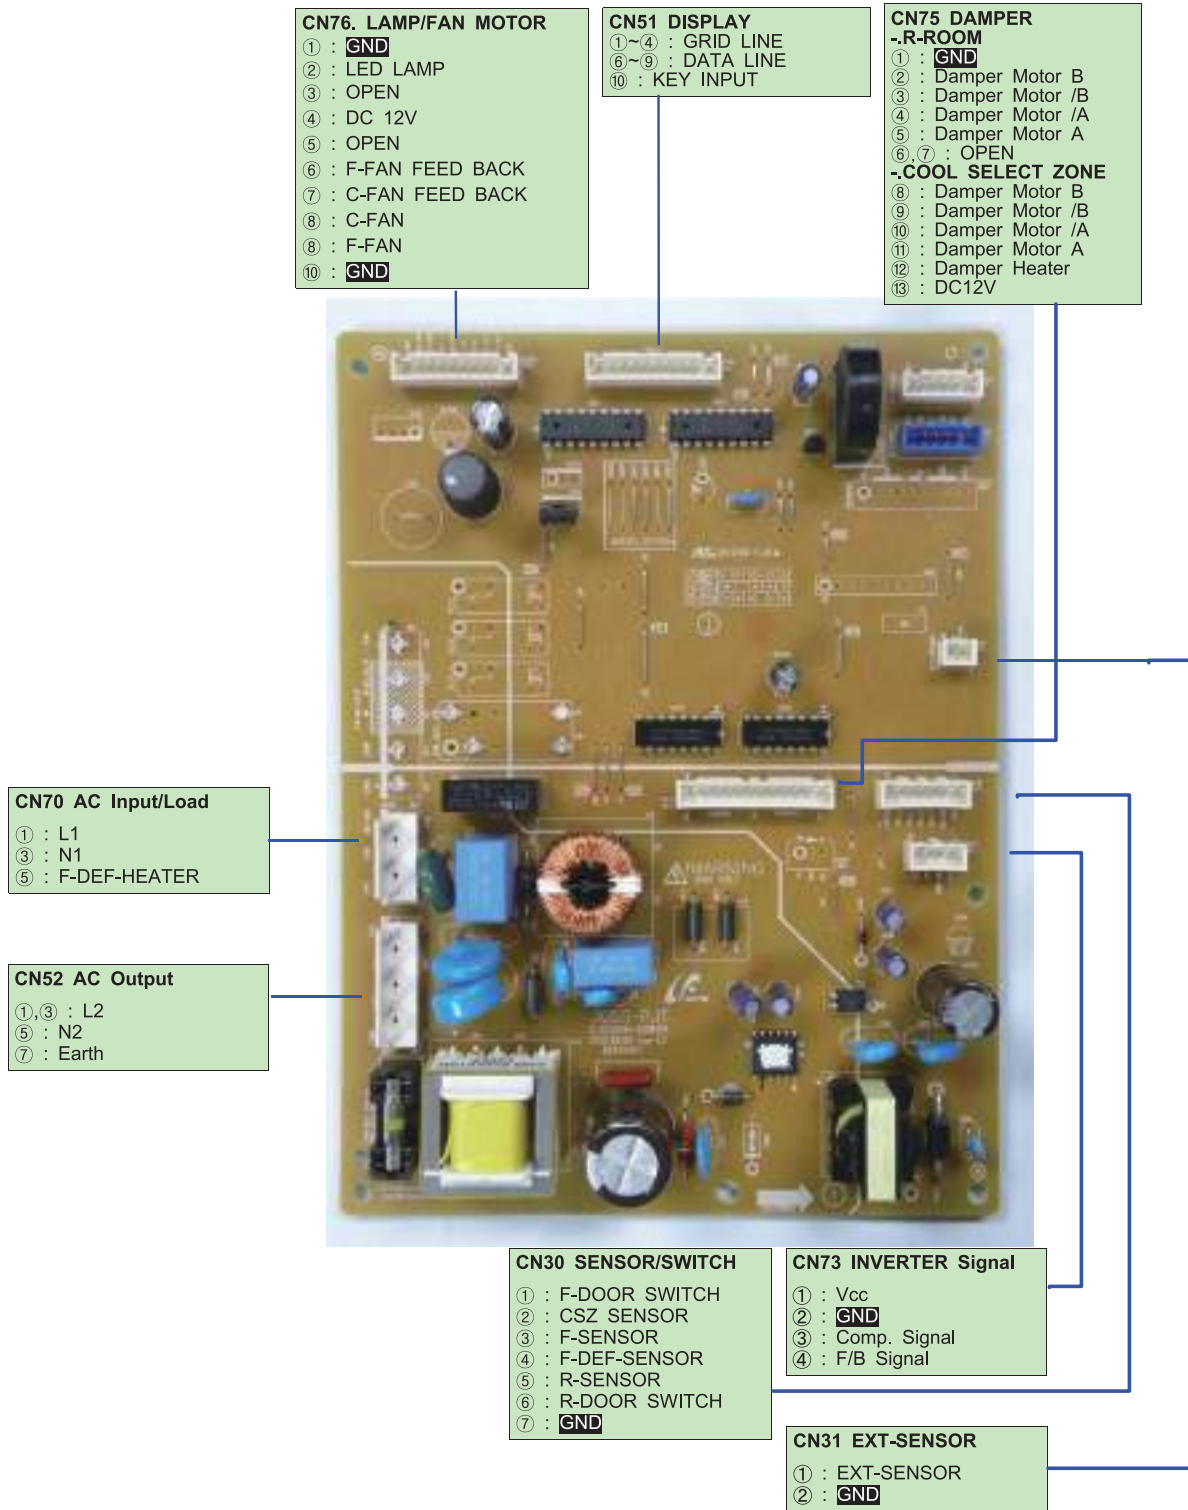 CN76. LAMP/FAN MOTOR
① : GND
② : LED LAMP
③ : OPEN
④ : DC 12V
⑤ : OPEN
⑥ : F-FAN FEED BACK
⑦ : C-FAN FEED BACK
⑧ : C-FAN
⑧ : F-FAN
⑩ : GND
CN51 DISPLAY
①~④ : GRID LINE
⑥~⑨ : DATA LINE
⑩ : KEY INPUT
CN75 DAMPER
-.R-ROOM
① : GND
② : Damper Motor B
③ : Damper Motor /B
④ : Damper Motor /A
⑤ : Damper Motor A
⑥,⑦ : OPEN
-.COOL SELECT ZONE
⑧ : Damper Motor B
⑨ : Damper Motor /B
⑩ : Damper Motor /A
⑪ : Damper Motor A
⑫ : Damper Heater
⑬ : DC12V
CN70 AC Input/Load
① : L1
③ : N1
⑤ : F-DEF-HEATER
WARNING
CN52 AC Output
①,③ : L2
⑤ : N2
⑦ : Earth
CN30 SENSOR/SWITCH
① : F-DOOR SWITCH
② : CSZ SENSOR
③ : F-SENSOR
④ : F-DEF-SENSOR
⑤ : R-SENSOR
⑥ : R-DOOR SWITCH
⑦ : GND
CN73 INVERTER Signal
① : Vcc
② : GND
③ : Comp. Signal
④ : F/B Signal
CN31 EXT-SENSOR
① : EXT-SENSOR
② : GND